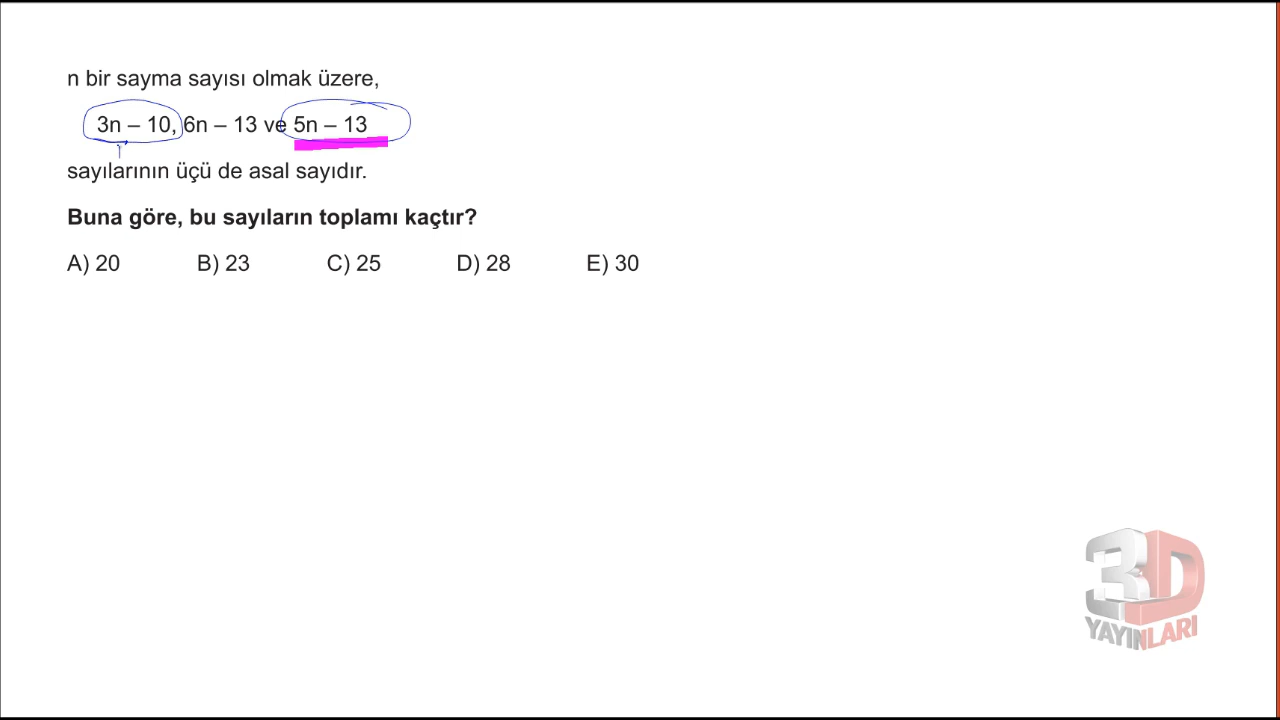 n bir sayma sayısı olmak üzere,
3n – 10, 6n – 13 ve 5n – 13
sayılarının üçü de asal sayıdır.
Buna göre, bu sayıların toplamı kaçtır?
A) 20 B) 23 C) 25 D) 28 E) 30
3D
YAYINLARI